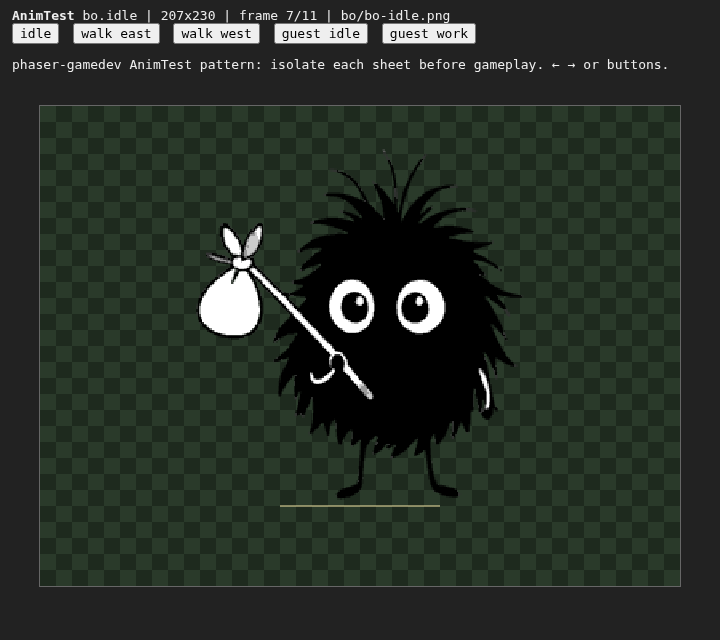 AnimTest bo.idle | 207x230 | frame 7/11 | bo/bo-idle.png
idle walk east walk west guest idle guest work
phaser-gamedev AnimTest pattern: isolate each sheet before gameplay. ← → or buttons.